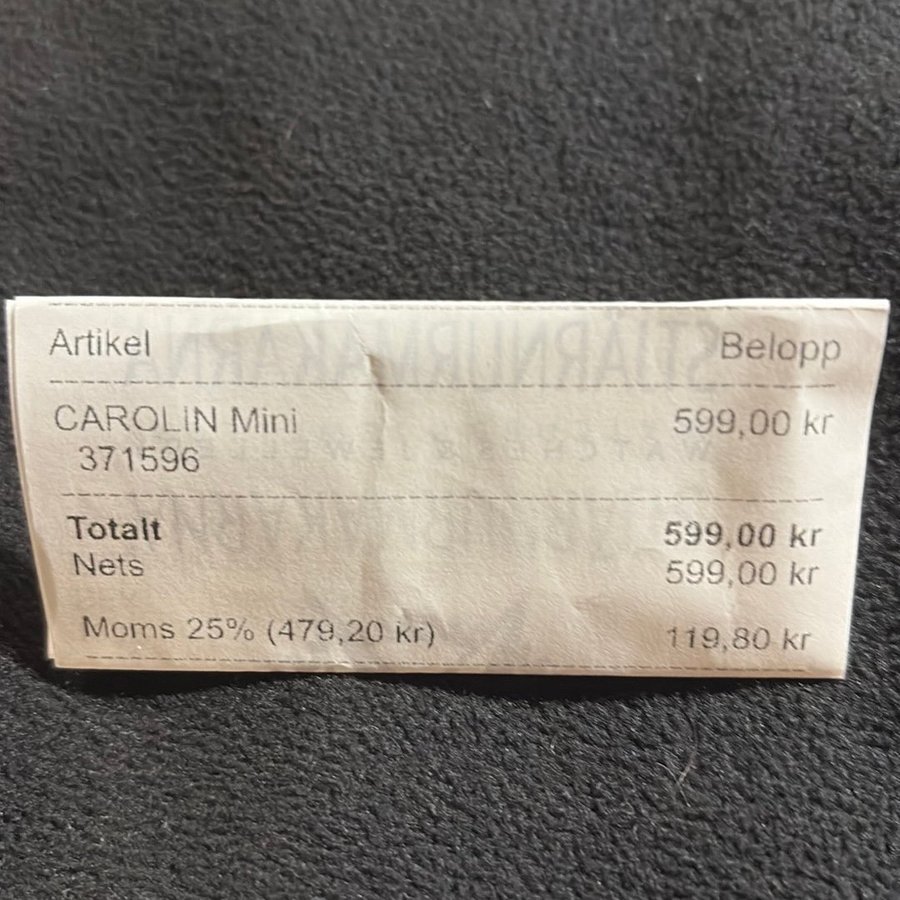 Artikel Belopp
CAROLIN Mini 599,00 kr
371596
Totalt 599,00 kr
Nets 599,00 kr
Moms 25% (479,20 kr) 119,80 kr